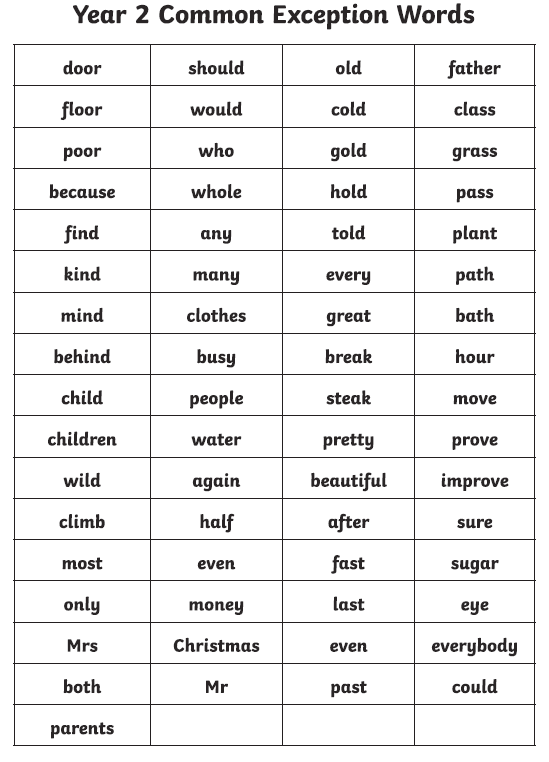 Year 2 Common Exception Words
door should old father
floor would cold class
poor who gold grass
because whole hold pass
find any told plant
kind many every path
mind clothes great bath
behind busy break hour
child people steak move
children water pretty prove
wild again beautiful improve
climb half after sure
most even fast sugar
only money last eye
Mrs Christmas even everybody
both Mr past could
parents